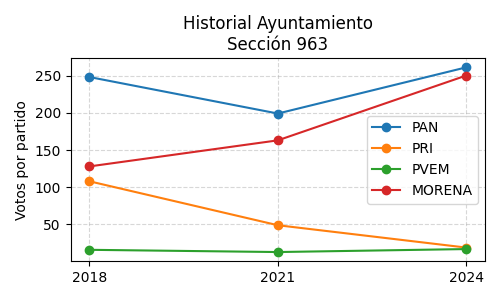 Historial Ayuntamiento
Sección 963
Votos por partido
250
200
150
100
50
2018
2021
2024
PAN
PRI
PVEM
MORENA